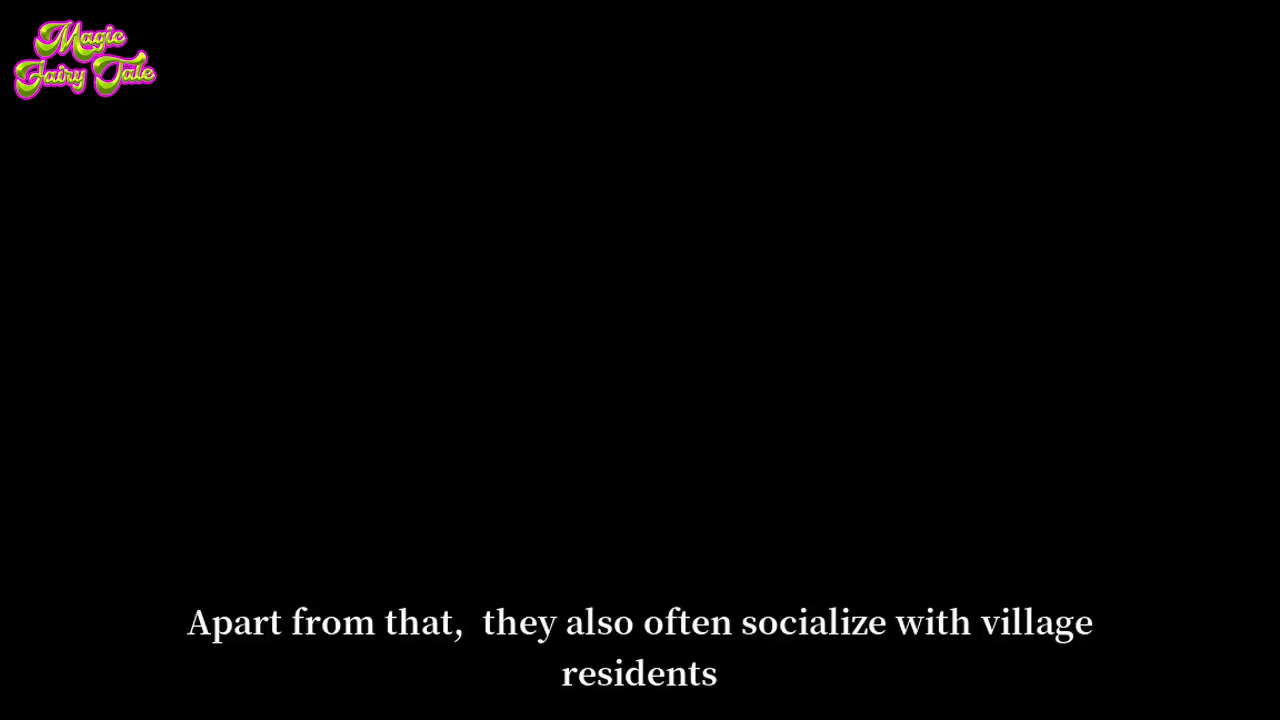 Magic
Fairy Tale
Apart from that, they also often socialize with village
residents